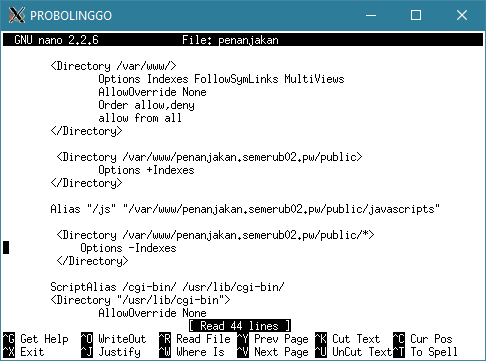 PROBOLINGGO
GNU nano 2.2.6 File: penanjakan
<Directory /var/www/>
Options Indexes FollowSymLinks MultiViews
AllowOverride None
Order allow,deny
allow from all
</Directory>
<Directory /var/www/penanjakan.semerub02.pw/public>
Options +Indexes
</Directory>
Alias "/js" "/var/www/penanjakan.semerub02.pw/public/javascripts"
<Directory /var/www/penanjakan.semerub02.pw/public/*>
Options -Indexes
</Directory>
ScriptAlias /cgi-bin/ /usr/lib/cgi-bin/
<Directory "/usr/lib/cgi-bin">
AllowOverride None
[ Read 44 lines ]
^G Get Help ^O WriteOut ^R Read File ^Y Prev Page ^K Cut Text ^C Cur Pos
^X Exit ^J Justify ^W Where Is ^V Next Page ^U UnCut Text ^T To Spell